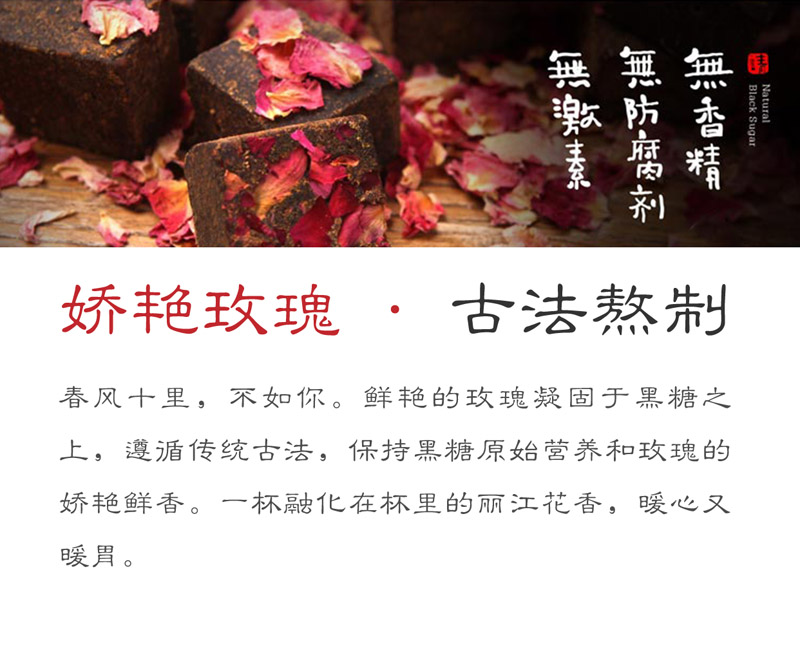 無香精
無防腐剂
無激素
Natural
Black Sugar
娇艳玫瑰 · 古法熬制
春风十里，不如你。鲜艳的玫瑰凝固于黑糖之
上，遵循传统古法，保持黑糖原始营养和玫瑰的
娇艳鲜香。一杯融化在杯里的丽江花香，暖心又
暖胃。